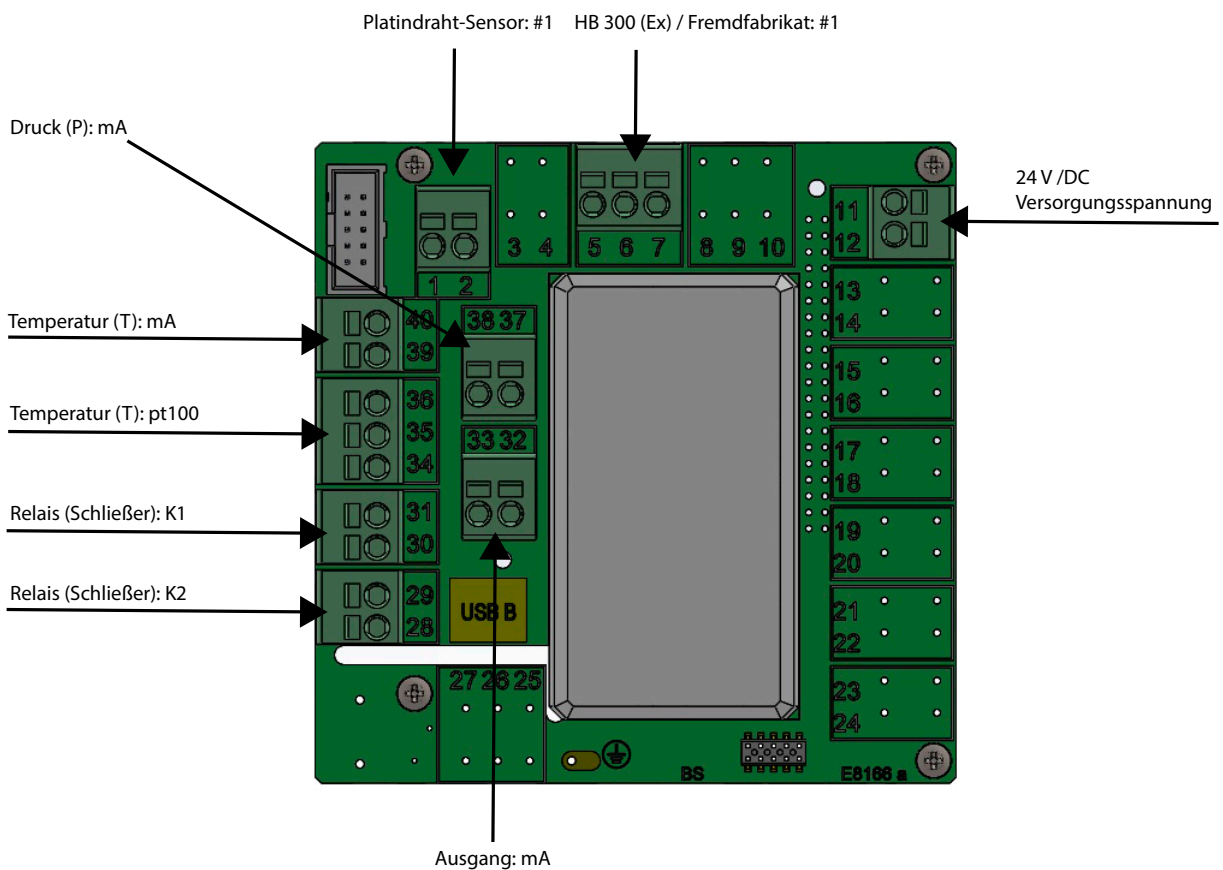 Platindraht-Sensor: #1
HB 300 (Ex) / Fremdfabrikat: #1
Druck (P): mA
24 V /DC
Versorgungsspannung
Temperatur (T): mA
Temperatur (T): pt100
Relais (Schließer): K1
Relais (Schließer): K2
Ausgang: mA
1 2
3 4
5 6 7
8 9 10
11
12
13
14
15
16
17
18
19
20
21
22
23
24
40
39
38 37
36
35
34
33 32
31
30
29
28
USB B
27 26 25
BS
E8166 a